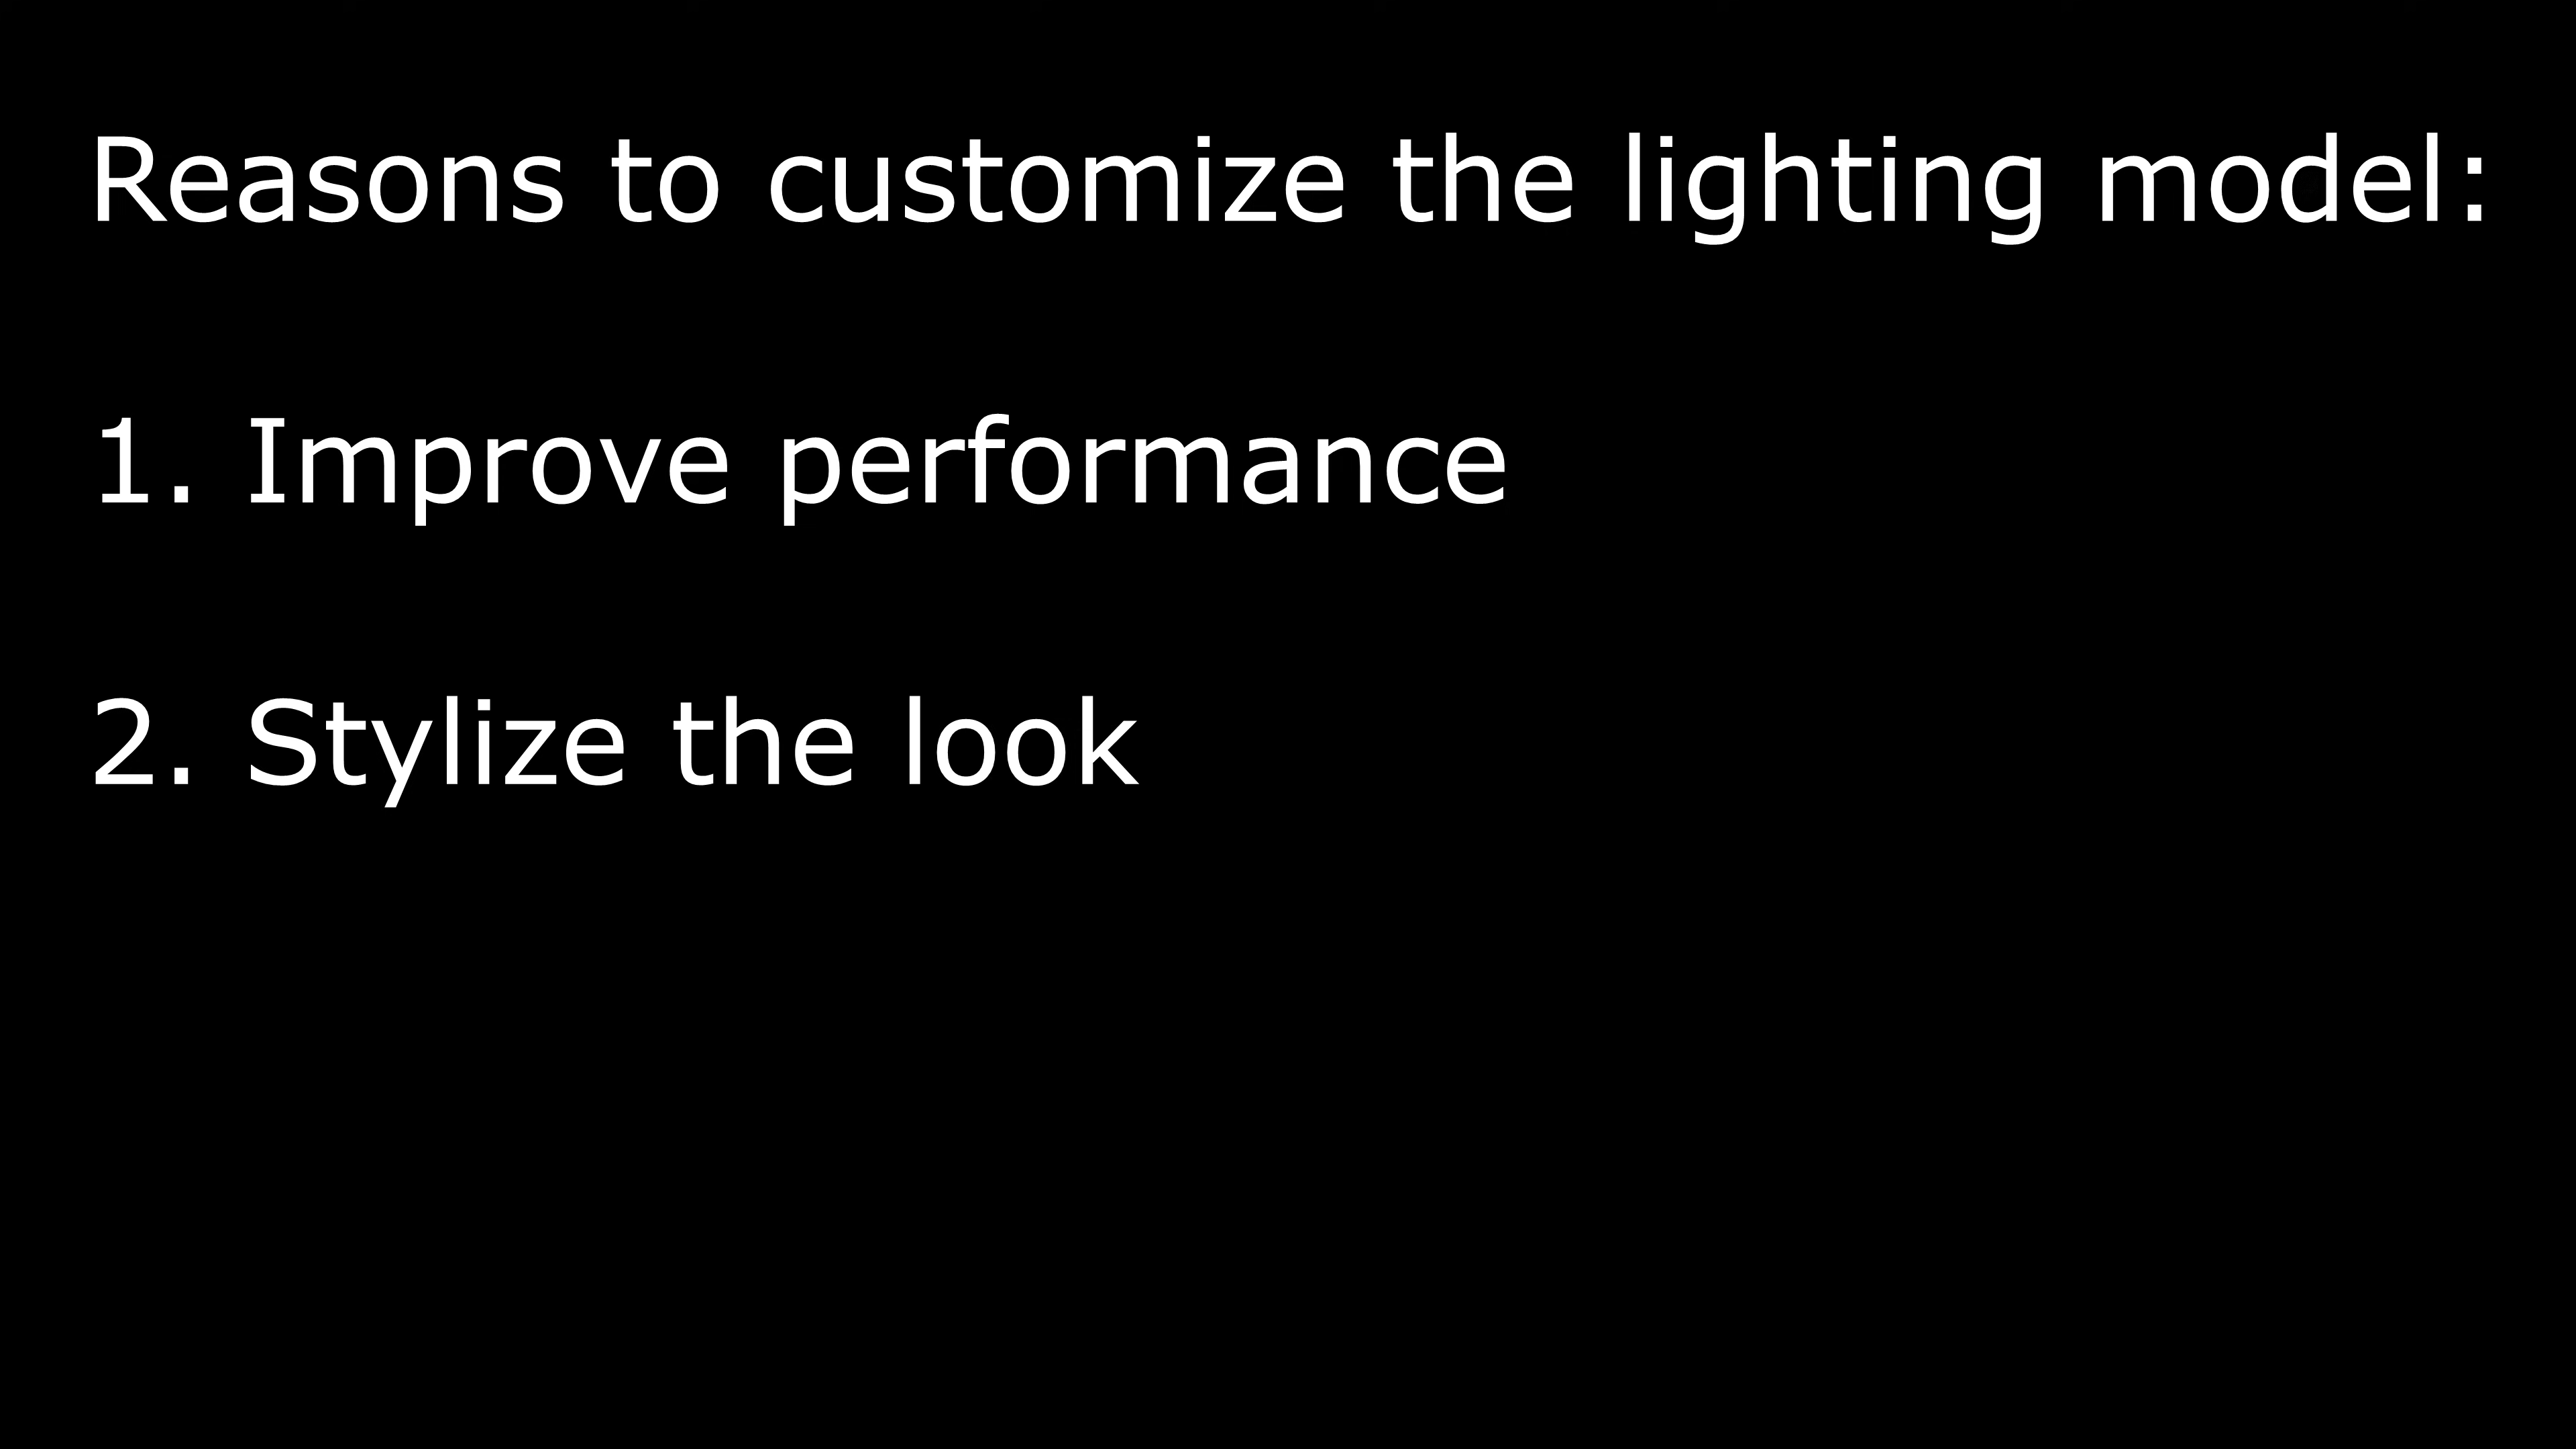 Reasons to customize the lighting model:
1. Improve performance
2. Stylize the look